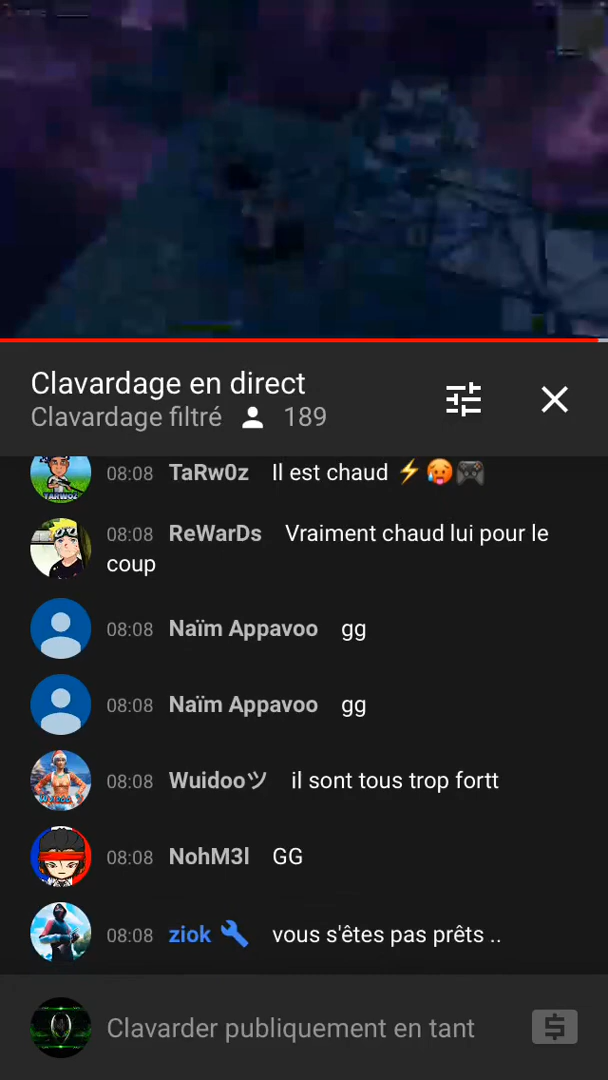 Clavardage en direct
Clavardage filtré 189
08:08 TaRw0z Il est chaud ⚡🥵🎮
08:08 ReWarDs Vraiment chaud lui pour le
coup
08:08 Naïm Appavoo gg
08:08 Naïm Appavoo gg
08:08 Wuidooツ il sont tous trop fortt
08:08 NohM3l GG
08:08 ziok 🔧 vous s'êtes pas prêts ..
Clavarder publiquement en tant